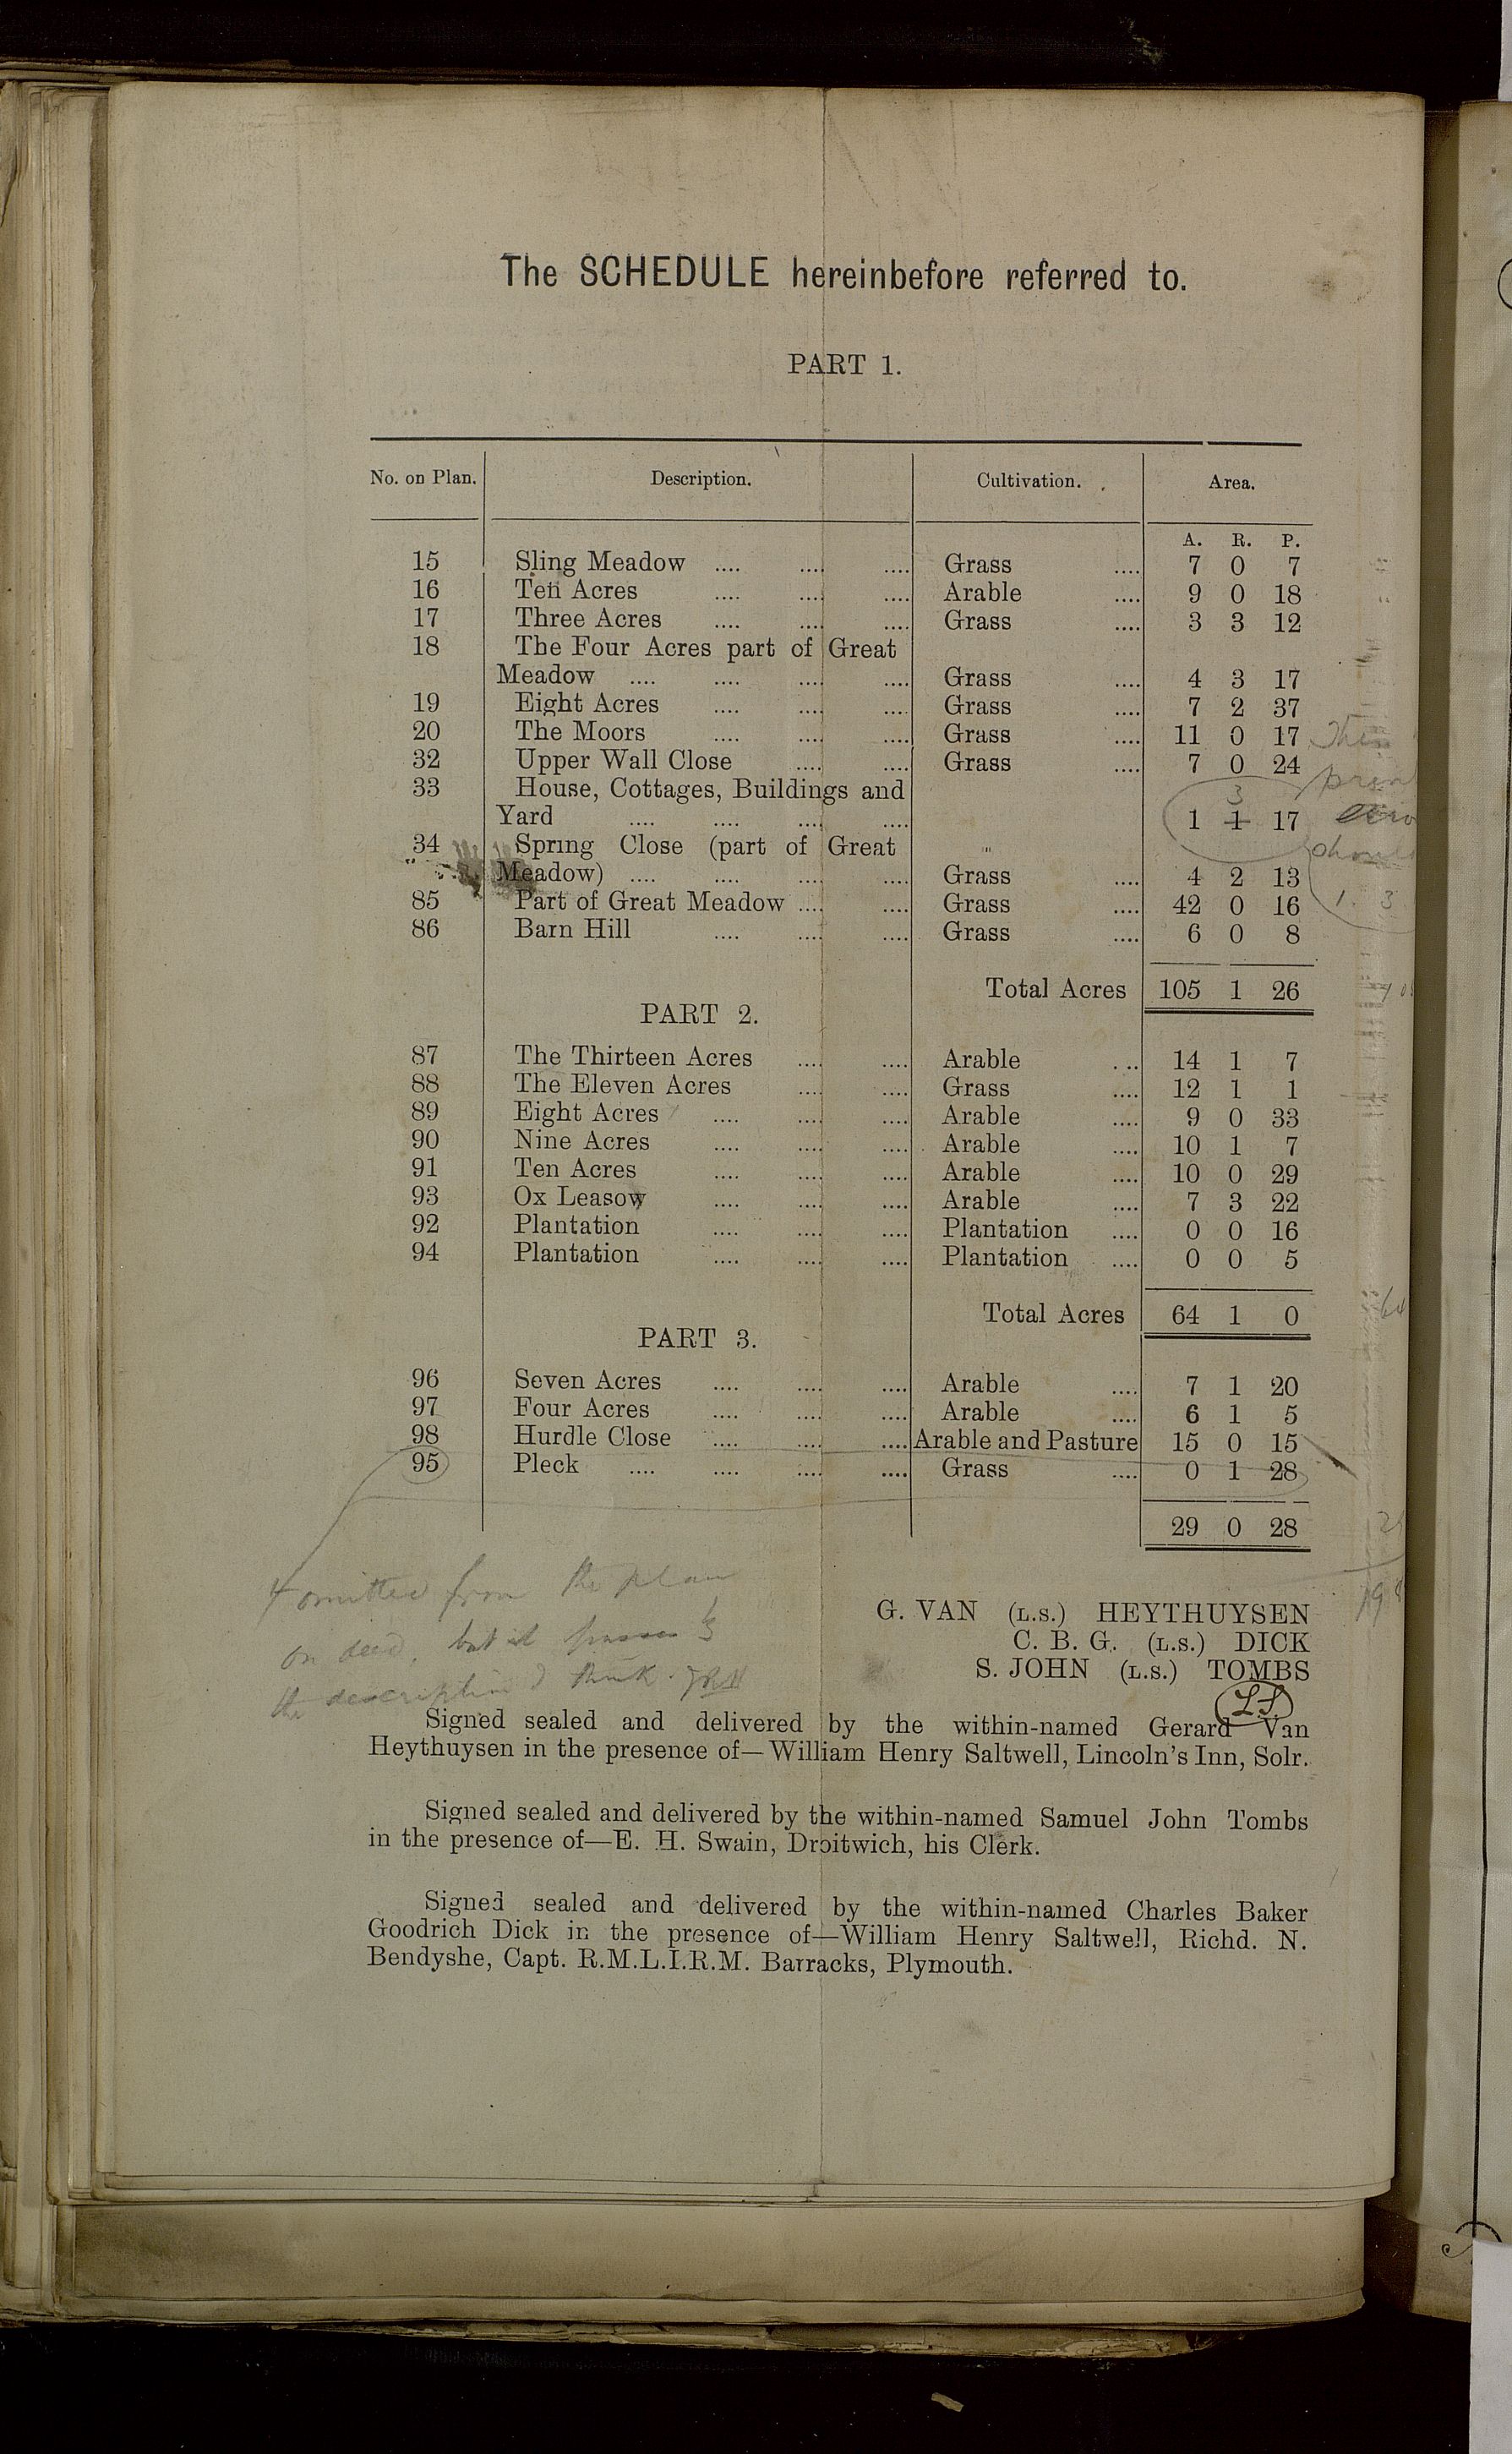 The SCHEDULE hereinbefore referred to.
PART 1.
No. on Plan. Description. Cultivation. Area.
A. R. P.
15 Sling Meadow .... .... .... Grass .... 7 0 7
16 Ten Acres .... .... .... Arable .... 9 0 18
17 Three Acres .... .... .... Grass .... 3 3 12
18 The Four Acres part of Great
Meadow .... .... .... .... Grass .... 4 3 17
19 Eight Acres .... .... .... Grass .... 7 2 37
20 The Moors .... .... .... Grass .... 11 0 17
32 Upper Wall Close .... .... Grass .... 7 0 24
33 House, Cottages, Buildings and
3
Yard .... .... .... .... 1 1 17
34 Spring Close (part of Great
Meadow) .... .... .... .... Grass .... 4 2 13
85 Part of Great Meadow .... .... Grass .... 42 0 16
1. 3
86 Barn Hill .... .... .... Grass .... 6 0 8
Total Acres 105 1 26
PART 2.
87 The Thirteen Acres .... .... Arable .... 14 1 7
88 The Eleven Acres .... .... Grass .... 12 1 1
89 Eight Acres .... .... .... Arable .... 9 0 33
90 Nine Acres .... .... .... Arable .... 10 1 7
91 Ten Acres .... .... .... Arable .... 10 0 29
93 Ox Leasow .... .... .... Arable .... 7 3 22
92 Plantation .... .... .... Plantation .... 0 0 16
94 Plantation .... .... .... Plantation .... 0 0 5
Total Acres 64 1 0
PART 3.
96 Seven Acres .... .... .... Arable .... 7 1 20
97 Four Acres .... .... .... Arable .... 6 1 5
98 Hurdle Close .... .... .... Arable and Pasture 15 0 15
95 Pleck .... .... .... .... Grass .... 0 1 28
29 0 28
omitted from the plan
on deed, but it passes by
the description I think.
G. VAN (L.S.) HEYTHUYSEN
C. B. G. (L.S.) DICK
S. JOHN (L.S.) TOMBS
L.S.
Signed sealed and delivered by the within-named Gerard Van
Heythuysen in the presence of—William Henry Saltwell, Lincoln's Inn, Solr.
Signed sealed and delivered by the within-named Samuel John Tombs
in the presence of—E. H. Swain, Droitwich, his Clerk.
Signed sealed and delivered by the within-named Charles Baker
Goodrich Dick in the presence of—William Henry Saltwell, Richd. N.
Bendyshe, Capt. R.M.L.I.R.M. Barracks, Plymouth.